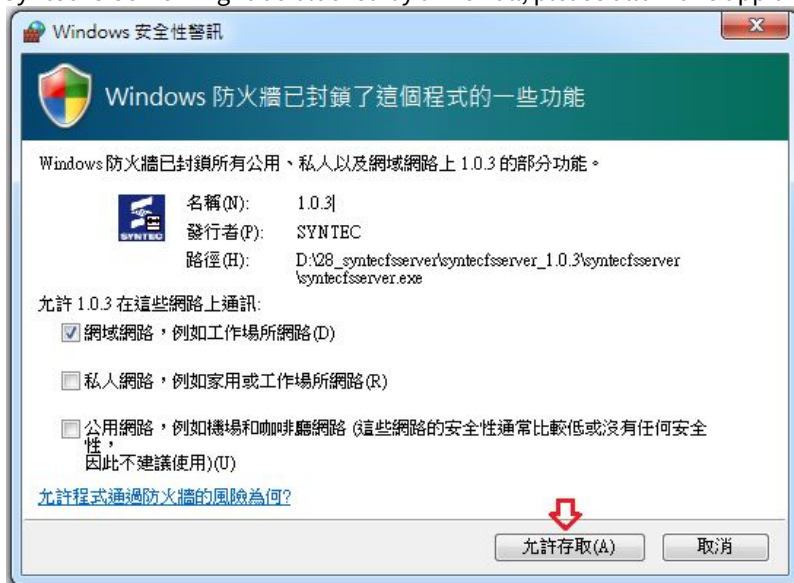 Windows 安全性警訊
Windows 防火牆已封鎖了這個程式的一些功能
Windows 防火牆已封鎖所有公用、私人以及網域網路上 1.0.3 的部分功能。
SYNTEC
名稱(N): 1.0.3
發行者(P): SYNTEC
路徑(H): D:\28_syntecfsserver\syntecfsserver_1.0.3\syntecfsserver
\syntecfsserver.exe
允許 1.0.3 在這些網路上通訊:
網域網路，例如工作場所網路(D)
私人網路，例如家用或工作場所網路(R)
公用網路，例如機場和咖啡廳網路 (這些網路的安全性通常比較低或沒有任何安全
性，
因此不建議使用)(U)
允許程式通過防火牆的風險為何?
允許存取(A) 取消